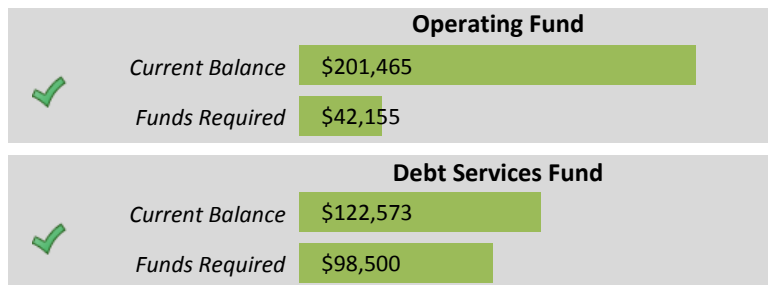 Operating Fund
Current Balance $201,465
Funds Required $42,155
Debt Services Fund
Current Balance $122,573
Funds Required $98,500